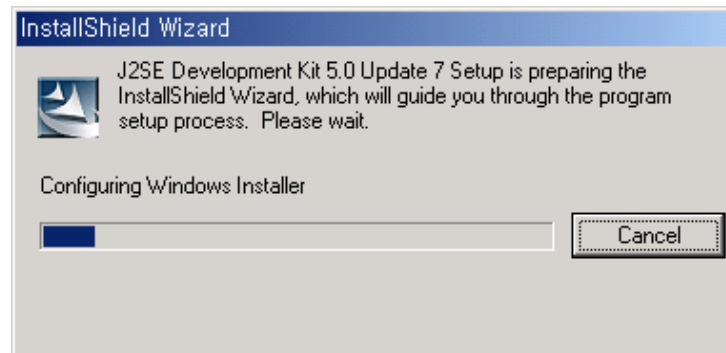 InstallShield Wizard
J2SE Development Kit 5.0 Update 7 Setup is preparing the
InstallShield Wizard, which will guide you through the program
setup process.  Please wait.
Configuring Windows Installer
Cancel